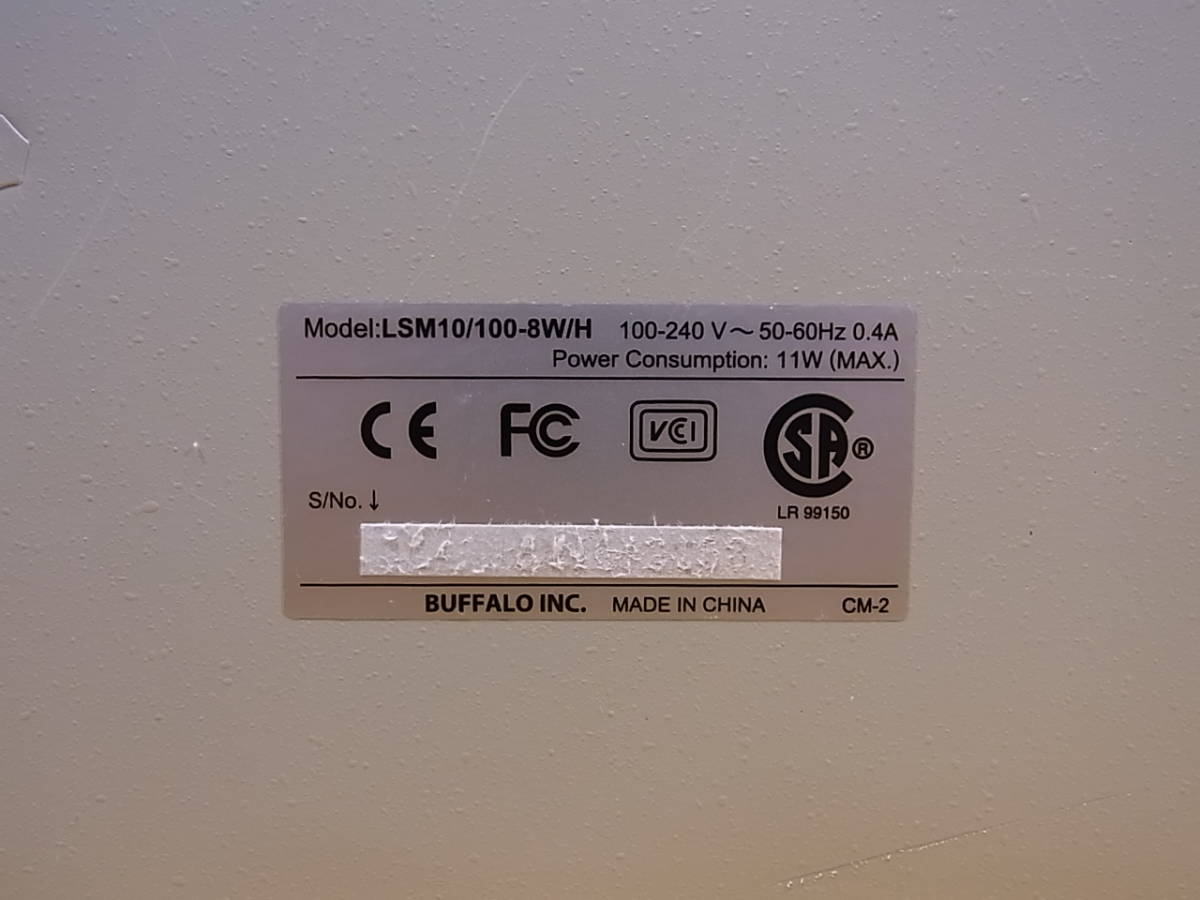 Model:LSM10/100-8W/H 100-240 V～ 50-60Hz 0.4A
Power Consumption: 11W (MAX.)
CE FC VCI SA ®
LR 99150
S/No.↓
BUFFALO INC. MADE IN CHINA CM-2